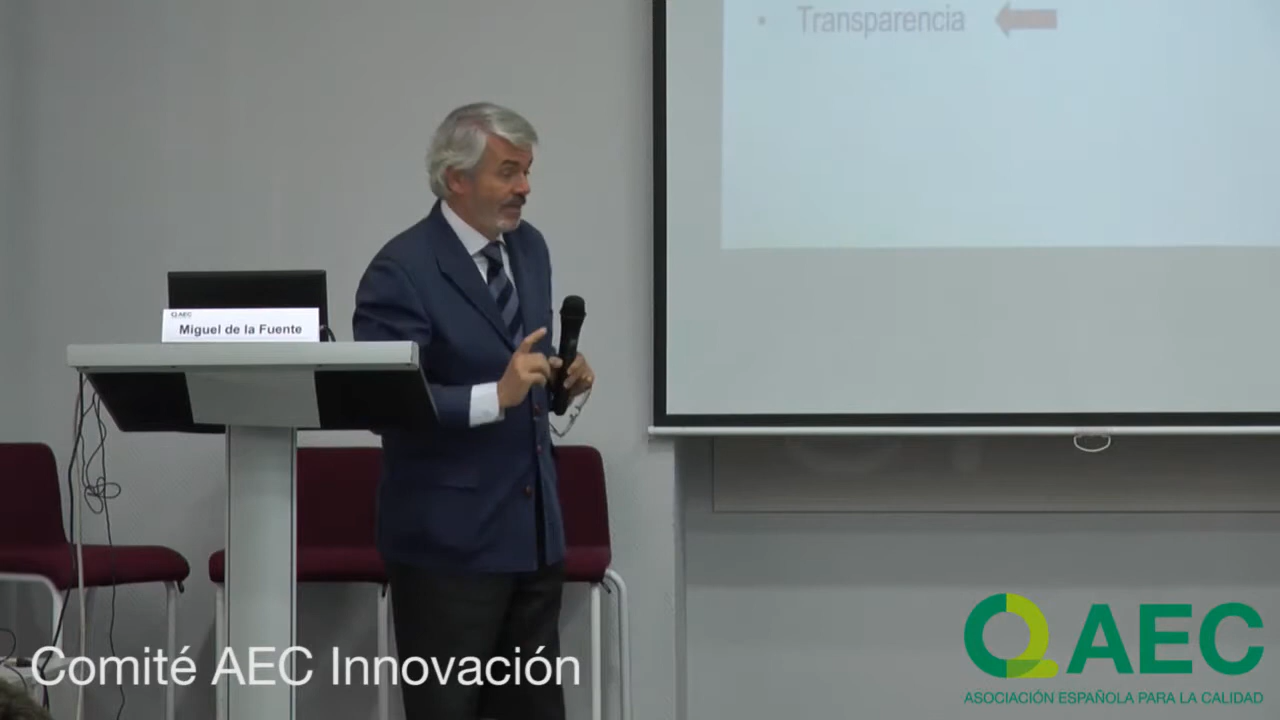 • Transparencia
AEC
Miguel de la Fuente
Comité AEC Innovación
AEC
ASOCIACIÓN ESPAÑOLA PARA LA CALIDAD